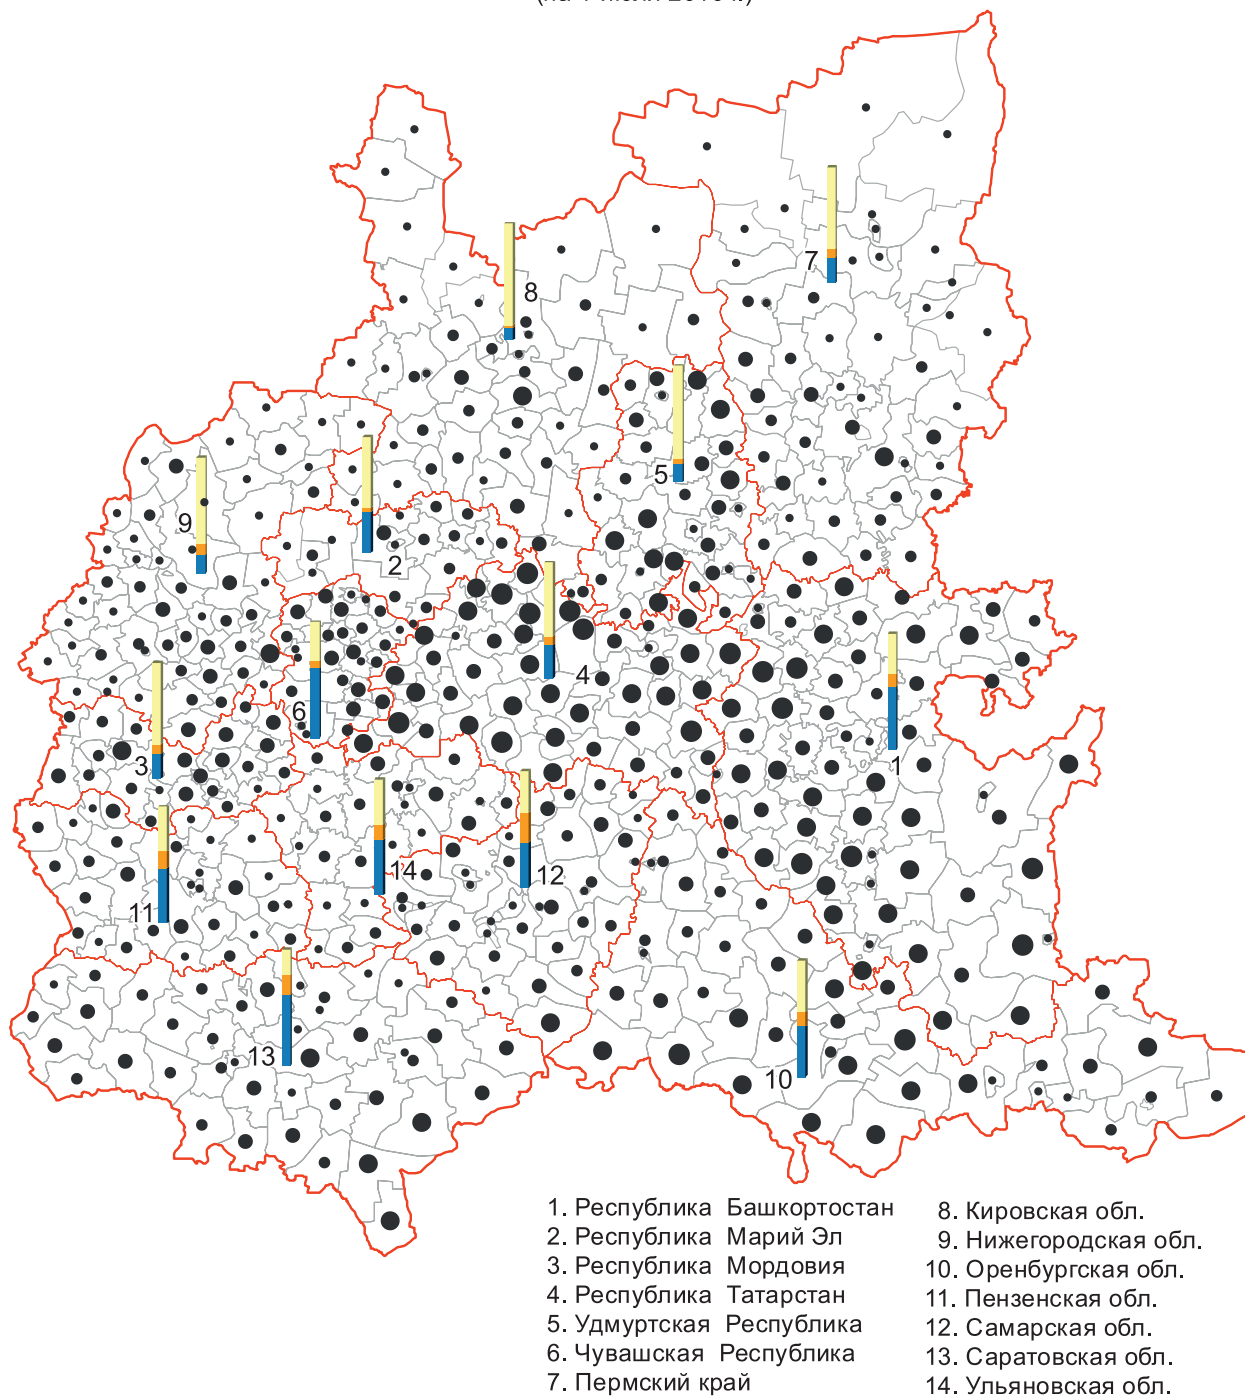 8
7
5
9
2
4
6
3
1
14
12
11
13
10
1. Республика Башкортостан
2. Республика Марий Эл
3. Республика Мордовия
4. Республика Татарстан
5. Удмуртская Республика
6. Чувашская Республика
7. Пермский край
8. Кировская обл.
9. Нижегородская обл.
10. Оренбургская обл.
11. Пензенская обл.
12. Самарская обл.
13. Саратовская обл.
14. Ульяновская обл.